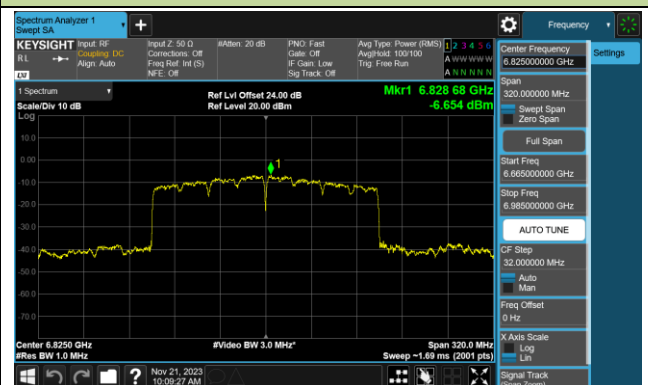 Spectrum Analyzer 1
Swept SA
Frequency
KEYSIGHT
RL
Input: RF
Coupling: DC
Align: Auto
Input Z: 50 Ω
Corrections: Off
Freq Ref: Int (S)
NFE: Off
#Atten: 20 dB
PNO: Fast
Gate: Off
IF Gain: Low
Sig Track: Off
Avg Type: Power (RMS)
Avg|Hold: 100/100
Trig: Free Run
1 2 3 4 5 6
A W W W W W
A N N N N N
Center Frequency
6.825000000 GHz
Settings
Span
320.000000 MHz
Swept Span
Zero Span
Full Span
Start Freq
6.665000000 GHz
Stop Freq
6.985000000 GHz
AUTO TUNE
CF Step
32.000000 MHz
Auto
Man
Freq Offset
0 Hz
X Axis Scale
Log
Lin
Signal Track
(Span Zoom)
1 Spectrum
Scale/Div 10 dB
Log
Ref Lvl Offset 24.00 dB
Ref Level 20.00 dBm
Mkr1 6.828 68 GHz
-6.654 dBm
1
10.0
0.00
-10.0
-20.0
-30.0
-40.0
-50.0
-60.0
-70.0
Center 6.8250 GHz
#Res BW 1.0 MHz
#Video BW 3.0 MHz*
Span 320.0 MHz
Sweep ~1.69 ms (2001 pts)
?
Nov 21, 2023
10:09:27 AM